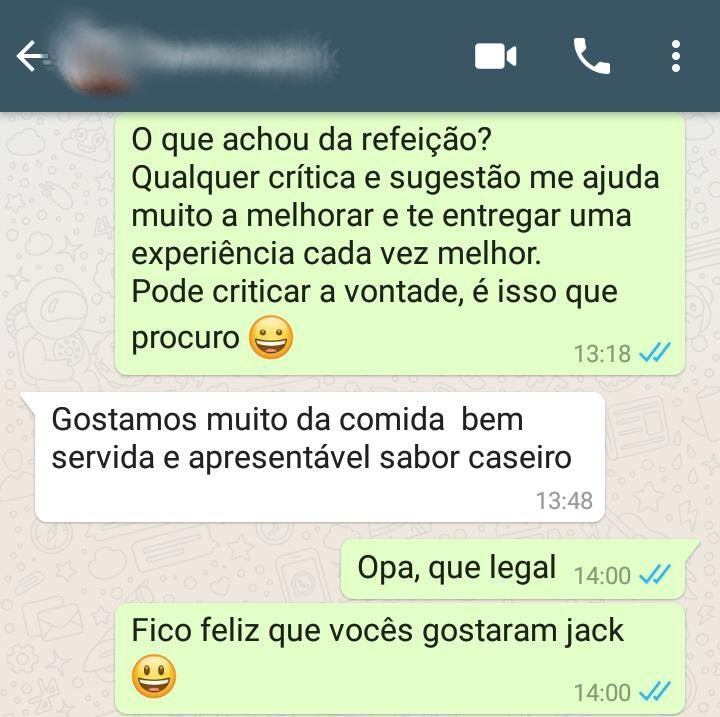 O que achou da refeição?
Qualquer crítica e sugestão me ajuda
muito a melhorar e te entregar uma
experiência cada vez melhor.
Pode criticar a vontade, é isso que
procuro 😀
13:18
Gostamos muito da comida  bem
servida e apresentável sabor caseiro
13:48
Opa, que legal 14:00
Fico feliz que vocês gostaram jack
😃
14:00